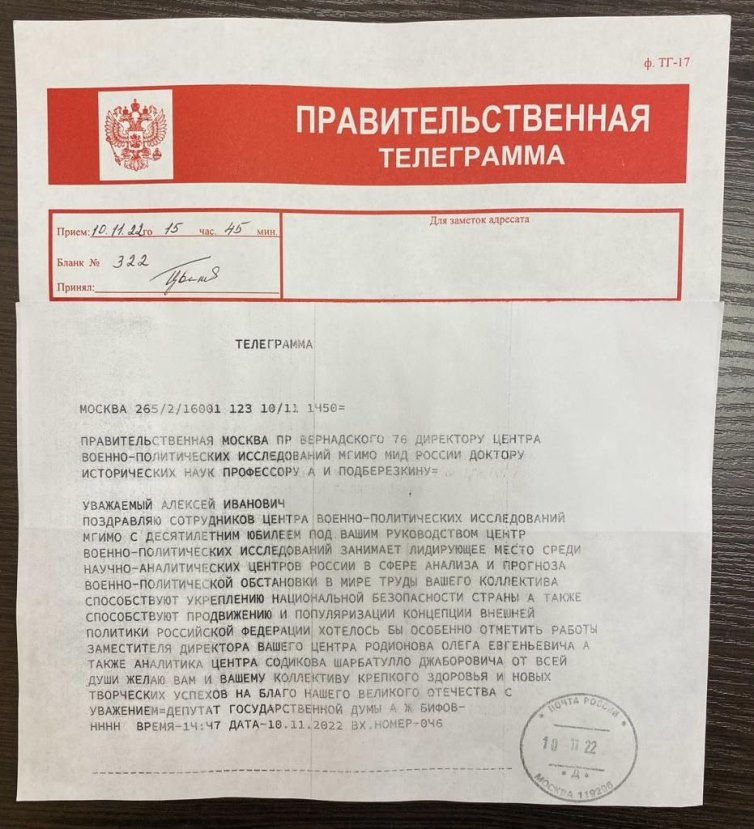 ф. ТГ-17
ПРАВИТЕЛЬСТВЕННАЯ
ТЕЛЕГРАММА
Прием: 10.11.22го 15 час. 45 мин.
Для заметок адресата
Бланк № 322
Принял:
ТЕЛЕГРАММА
МОСКВА 265/2/16001 123 10/11 1450=
ПРАВИТЕЛЬСТВЕННАЯ МОСКВА ПР ВЕРНАДСКОГО 76 ДИРЕКТОРУ ЦЕНТРА
ВОЕННО-ПОЛИТИЧЕСКИХ ИССЛЕДОВАНИЙ МГИМО МИД РОССИИ ДОКТОРУ
ИСТОРИЧЕСКИХ НАУК ПРОФЕССОРУ А И ПОДБЕРЕЗКИНУ=
УВАЖАЕМЫЙ АЛЕКСЕЙ ИВАНОВИЧ
ПОЗДРАВЛЯЮ СОТРУДНИКОВ ЦЕНТРА ВОЕННО-ПОЛИТИЧЕСКИХ ИССЛЕДОВАНИЙ
МГИМО С ДЕСЯТИЛЕТНИМ ЮБИЛЕЕМ ПОД ВАШИМ РУКОВОДСТВОМ ЦЕНТР
ВОЕННО-ПОЛИТИЧЕСКИХ ИССЛЕДОВАНИЙ ЗАНИМАЕТ ЛИДИРУЮЩЕЕ МЕСТО СРЕДИ
НАУЧНО-АНАЛИТИЧЕСКИХ ЦЕНТРОВ РОССИИ В СФЕРЕ АНАЛИЗА И ПРОГНОЗА
ВОЕННО-ПОЛИТИЧЕСКОЙ ОБСТАНОВКИ В МИРЕ ТРУДЫ ВАШЕГО КОЛЛЕКТИВА
СПОСОБСТВУЮТ УКРЕПЛЕНИЮ НАЦИОНАЛЬНОЙ БЕЗОПАСНОСТИ СТРАНЫ А ТАКЖЕ
СПОСОБСТВУЮТ ПРОДВИЖЕНИЮ И ПОПУЛЯРИЗАЦИИ КОНЦЕПЦИИ ВНЕШНЕЙ
ПОЛИТИКИ РОССИЙСКОЙ ФЕДЕРАЦИИ ХОТЕЛОСЬ БЫ ОСОБЕННО ОТМЕТИТЬ РАБОТЫ
ЗАМЕСТИТЕЛЯ ДИРЕКТОРА ВАШЕГО ЦЕНТРА РОДИОНОВА ОЛЕГА ЕВГЕНЬЕВИЧА А
ТАКЖЕ АНАЛИТИКА ЦЕНТРА СОДИКОВА ШАРБАТУЛЛО ДЖАБОРОВИЧА ОТ ВСЕЙ
ДУШИ ЖЕЛАЮ ВАМ И ВАШЕМУ КОЛЛЕКТИВУ КРЕПКОГО ЗДОРОВЬЯ И НОВЫХ
ТВОРЧЕСКИХ УСПЕХОВ НА БЛАГО НАШЕГО ВЕЛИКОГО ОТЕЧЕСТВА С
УВАЖЕНИЕМ=ДЕПУТАТ ГОСУДАРСТВЕННОЙ ДУМЫ А Ж БИФОВ-
НННН ВРЕМЯ-14:47 ДАТА-10.11.2022 ВХ.НОМЕР-046
ПОЧТА РОССИИ
10 11 22
Д
МОСКВА 119296